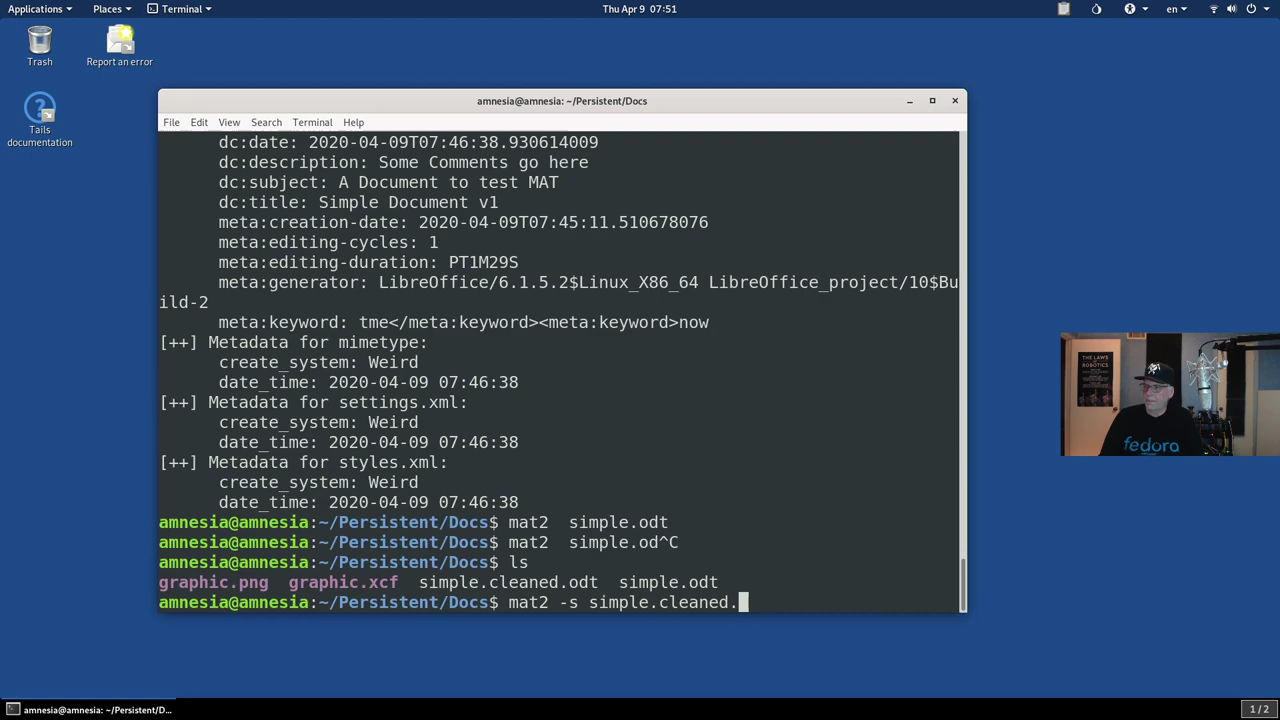 Applications Places Terminal Thu Apr 9 07:51 en
Trash
Report an error
Tails
documentation
amnesia@amnesia: ~/Persistent/Docs
File Edit View Search Terminal Help
dc:date: 2020-04-09T07:46:38.930614009
dc:description: Some Comments go here
dc:subject: A Document to test MAT
dc:title: Simple Document v1
meta:creation-date: 2020-04-09T07:45:11.510678076
meta:editing-cycles: 1
meta:editing-duration: PT1M29S
meta:generator: LibreOffice/6.1.5.2$Linux_X86_64 LibreOffice_project/10$Bu
ild-2
meta:keyword: tme</meta:keyword><meta:keyword>now
[++] Metadata for mimetype:
create_system: Weird
date_time: 2020-04-09 07:46:38
[++] Metadata for settings.xml:
create_system: Weird
date_time: 2020-04-09 07:46:38
[++] Metadata for styles.xml:
create_system: Weird
date_time: 2020-04-09 07:46:38
amnesia@amnesia:~/Persistent/Docs$ mat2  simple.odt
amnesia@amnesia:~/Persistent/Docs$ mat2  simple.od^C
amnesia@amnesia:~/Persistent/Docs$ ls
graphic.png  graphic.xcf  simple.cleaned.odt  simple.odt
amnesia@amnesia:~/Persistent/Docs$ mat2 -s simple.cleaned.
THE LAWS
OF
ROBOTICS
fedora
amnesia@amnesia: ~/Persistent/D...
1 / 2